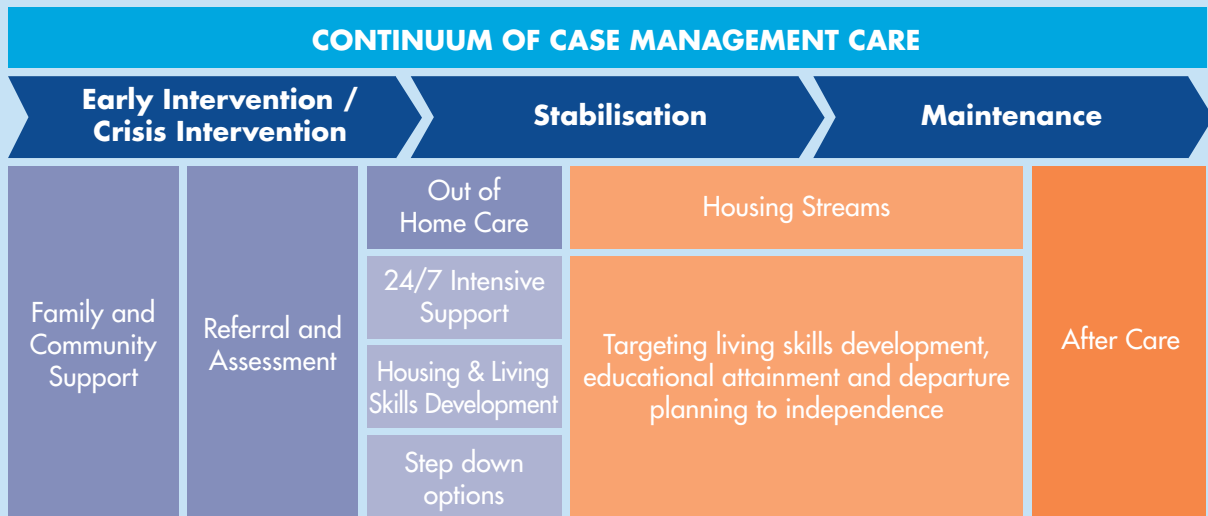 CONTINUUM OF CASE MANAGEMENT CARE
Early Intervention /
Crisis Intervention
Stabilisation
Maintenance
Family and
Community
Support
Referral and
Assessment
Out of
Home Care
24/7 Intensive
Support
Housing & Living
Skills Development
Step down
options
Housing Streams
Targeting living skills development,
educational attainment and departure
planning to independence
After Care